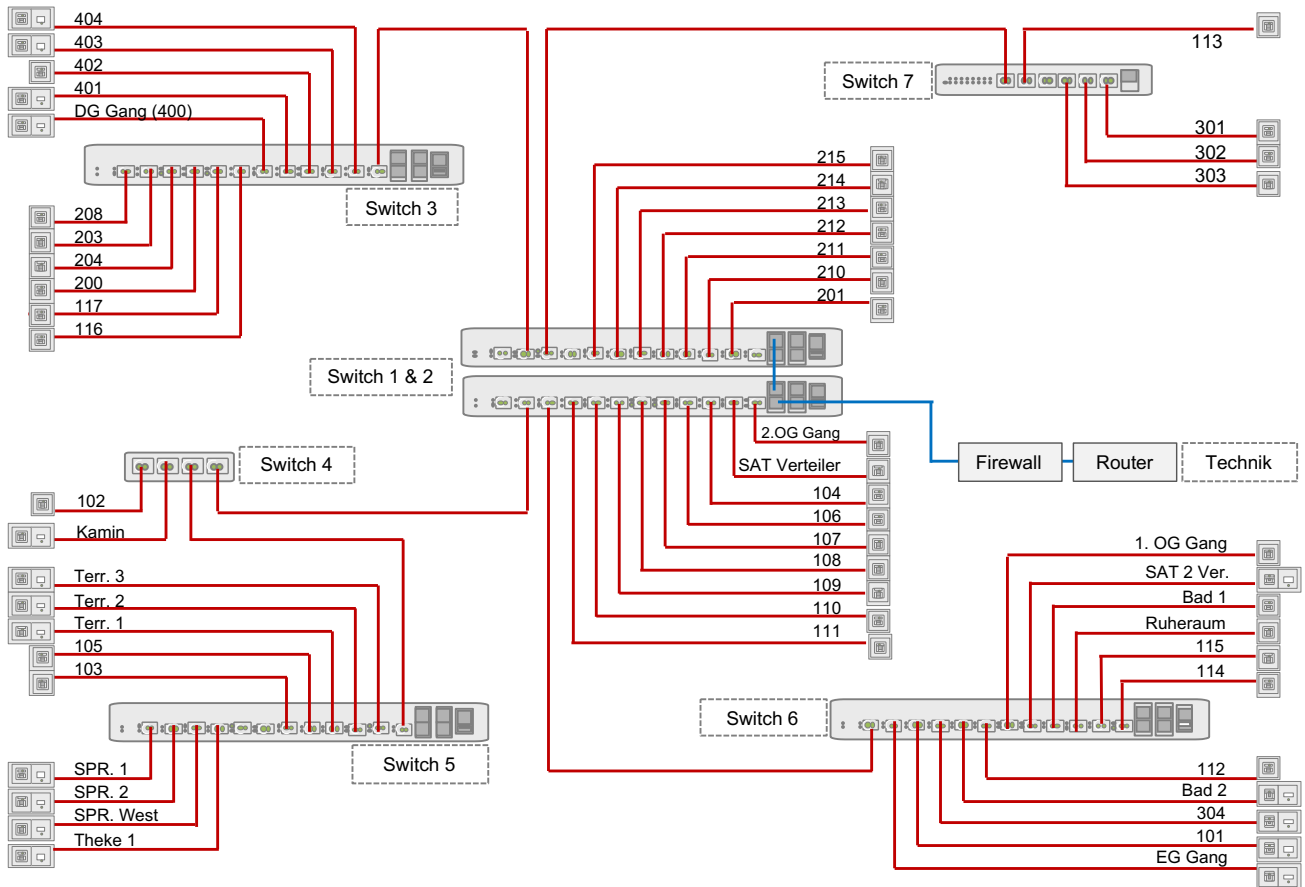 404
403
402
401
DG Gang (400)
Switch 3
208
203
204
200
117
116
113
Switch 7
301
302
303
215
214
213
212
211
210
201
Switch 1 & 2
2.OG Gang
SAT Verteiler
104
106
107
108
109
110
111
Firewall
Router
Technik
Switch 4
102
Kamin
Terr. 3
Terr. 2
Terr. 1
105
103
Switch 5
SPR. 1
SPR. 2
SPR. West
Theke 1
1. OG Gang
SAT 2 Ver.
Bad 1
Ruheraum
115
114
Switch 6
112
Bad 2
304
101
EG Gang